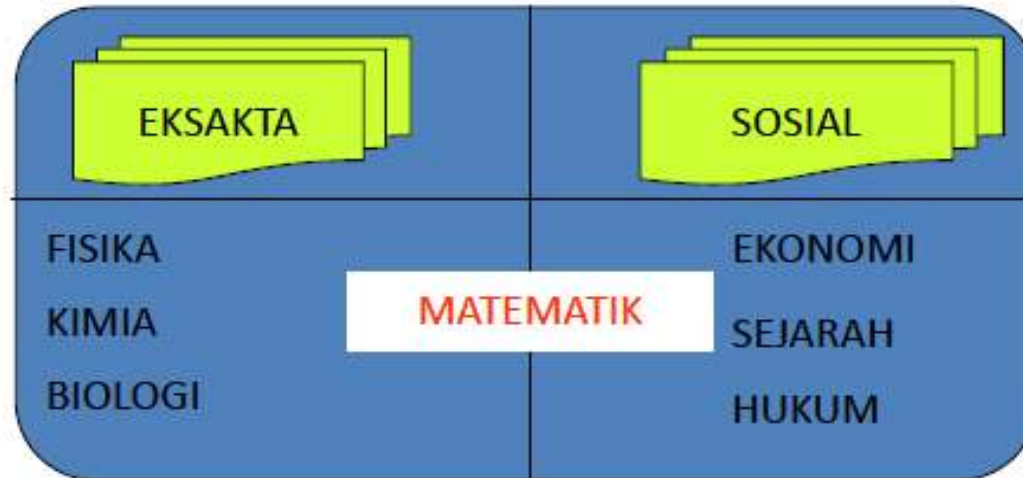 EKSAKTA
SOSIAL
FISIKA
KIMIA
BIOLOGI
MATEMATIK
EKONOMI
SEJARAH
HUKUM